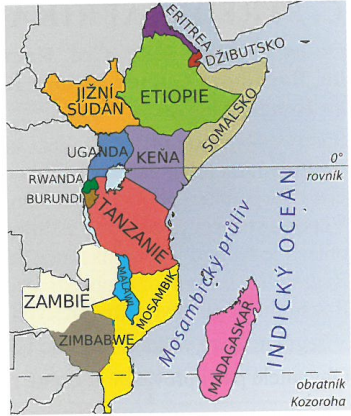 ERITREA
DŽIBUTSKO
JIŽNÍ
SÚDÁN
ETIOPIE
SOMÁLSKO
UGANDA
KEŇA
0°
rovník
RWANDA
BURUNDI
TANZANIE
INDICKÝ OCEÁN
Mosambický průliv
MALAWI
ZAMBIE
MOSAMBIK
ZIMBABWE
MADAGASKAR
obratník
Kozoroha